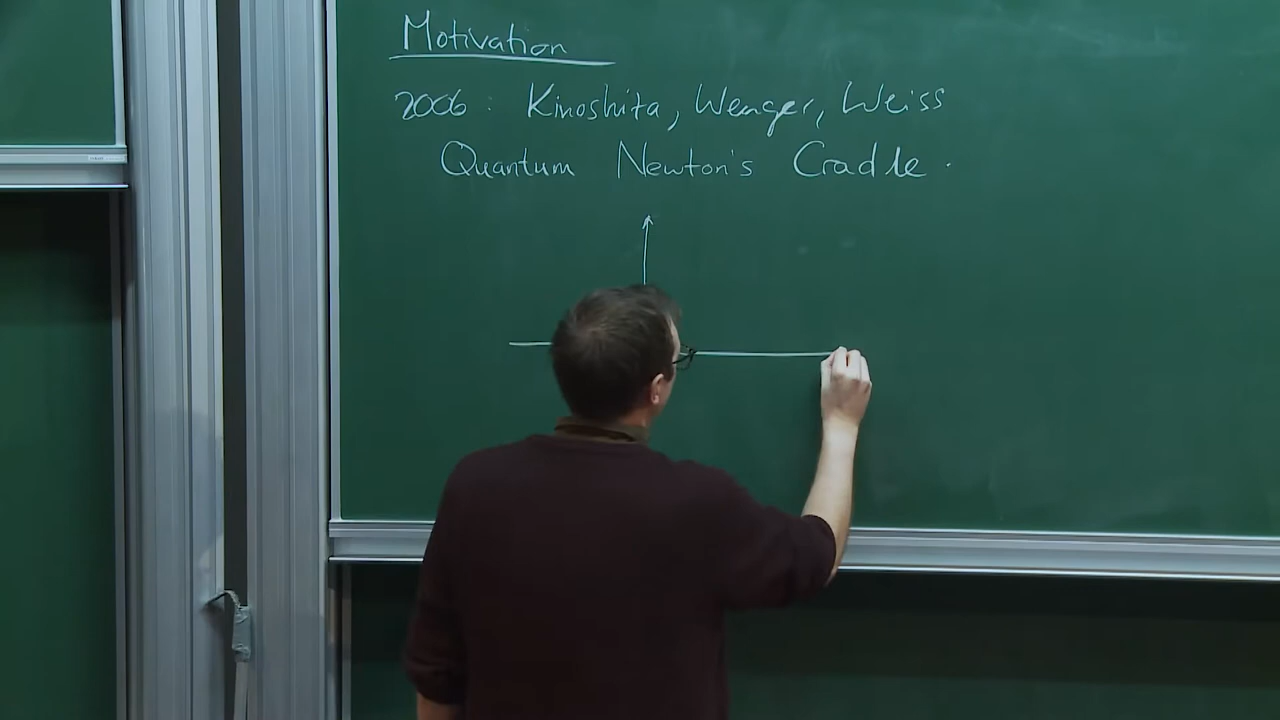 Motivation
2006 : Kinoshita, Wenger, Weiss
Quantum Newton's Cradle.